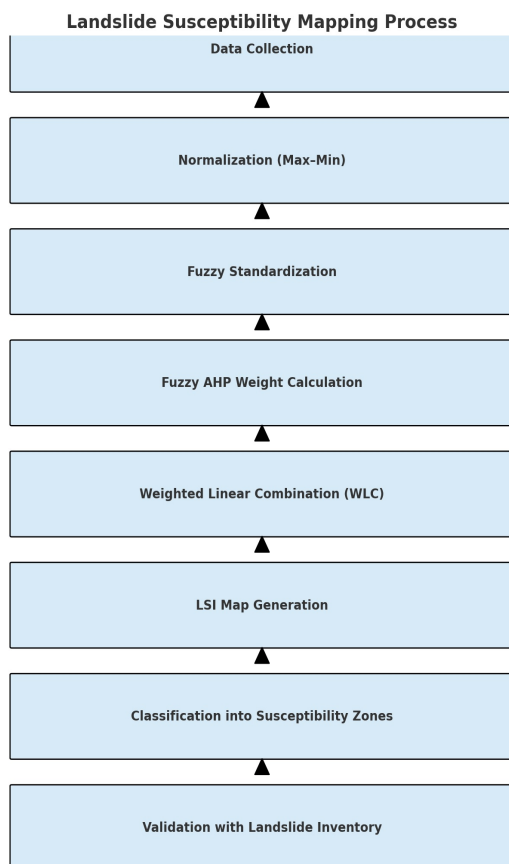 Landslide Susceptibility Mapping Process
Data Collection
Normalization (Max–Min)
Fuzzy Standardization
Fuzzy AHP Weight Calculation
Weighted Linear Combination (WLC)
LSI Map Generation
Classification into Susceptibility Zones
Validation with Landslide Inventory